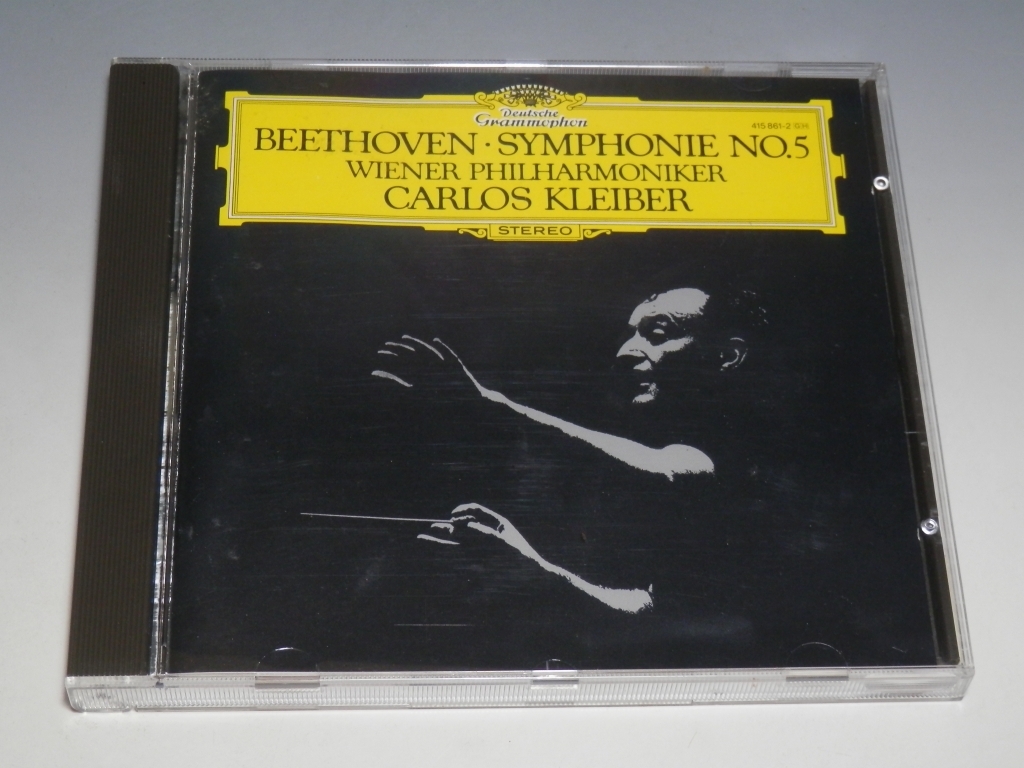 Deutsche
Grammophon
415 861-2 GH
BEETHOVEN · SYMPHONIE NO.5
WIENER PHILHARMONIKER
CARLOS KLEIBER
STEREO